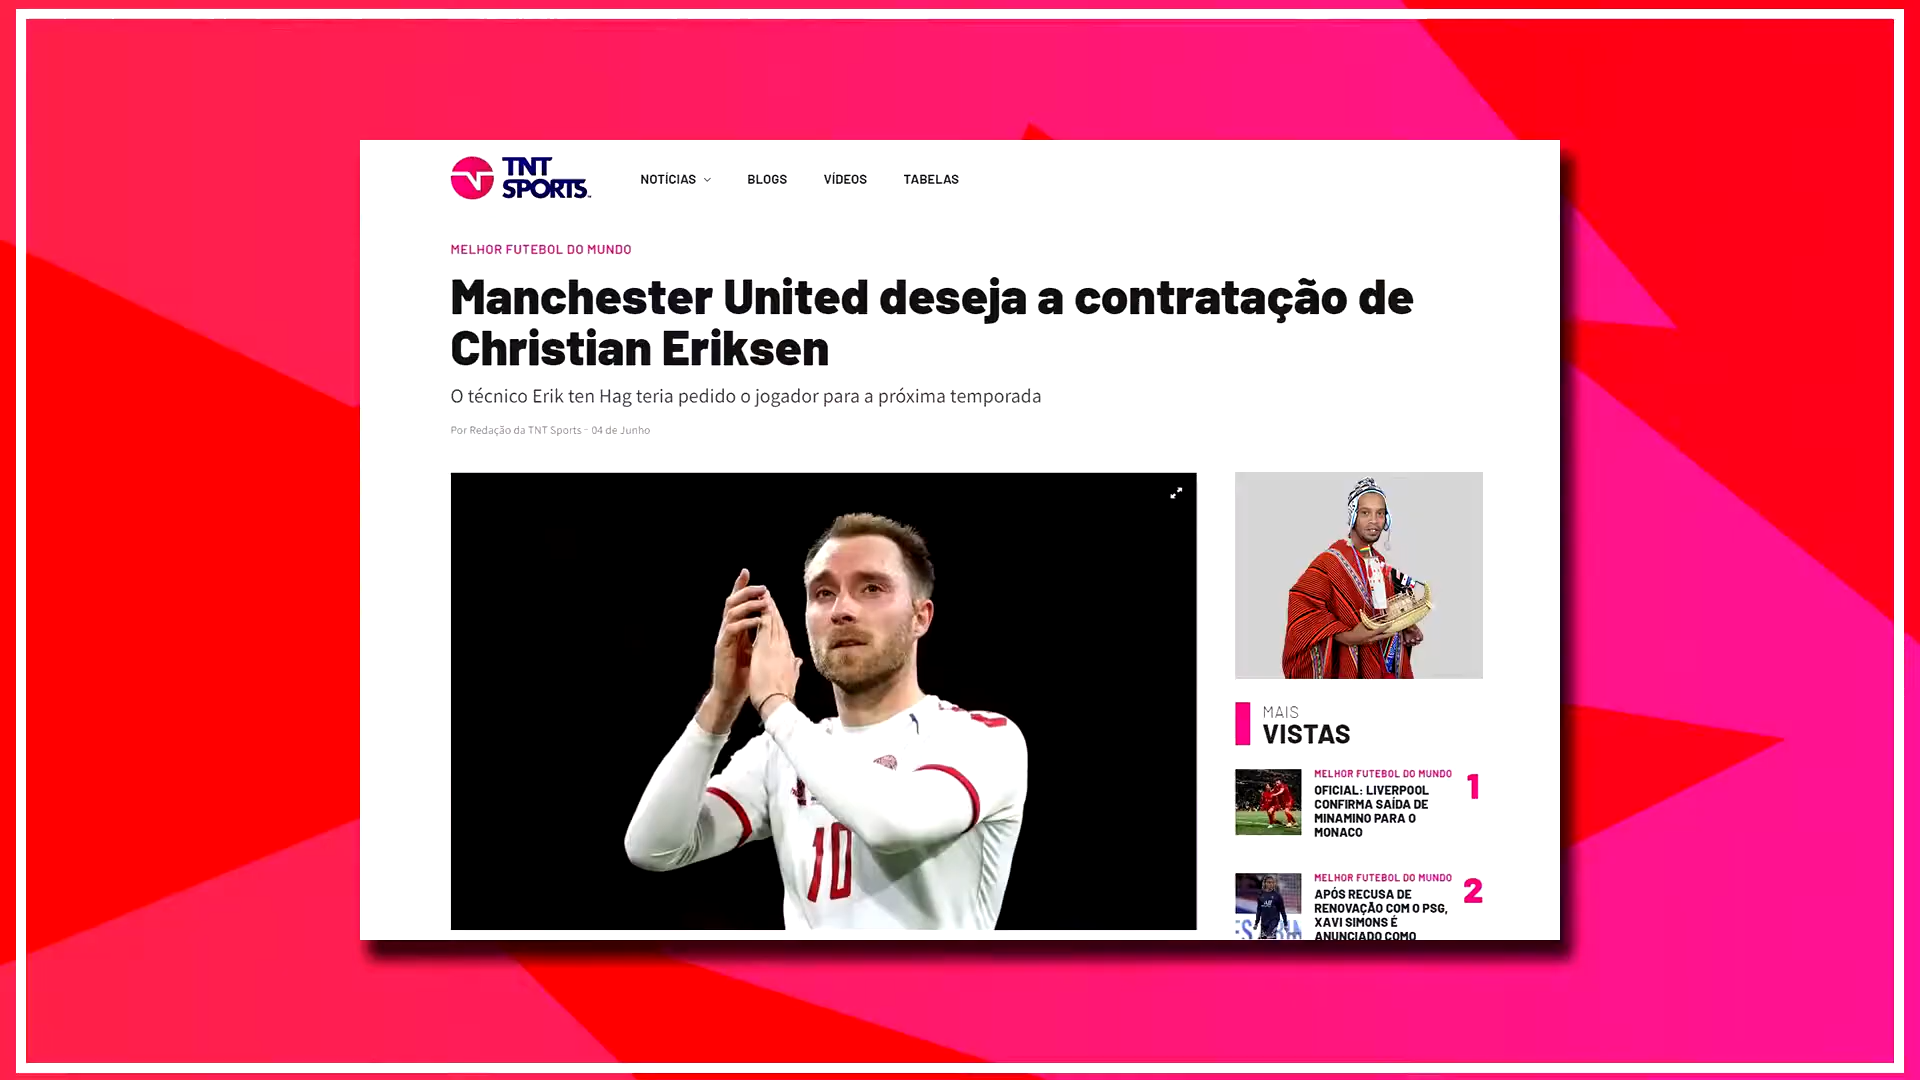 TNT
SPORTS
NOTÍCIAS
BLOGS
VÍDEOS
TABELAS
MELHOR FUTEBOL DO MUNDO
Manchester United deseja a contratação de
Christian Eriksen
O técnico Erik ten Hag teria pedido o jogador para a próxima temporada
Por Redação da TNT Sports - 04 de Junho
10
MAIS
VISTAS
MELHOR FUTEBOL DO MUNDO
1
OFICIAL: LIVERPOOL
CONFIRMA SAÍDA DE
MINAMINO PARA O
MONACO
MELHOR FUTEBOL DO MUNDO
2
APÓS RECUSA DE
RENOVAÇÃO COM O PSG,
XAVI SIMONS É
ANUNCIADO COMO